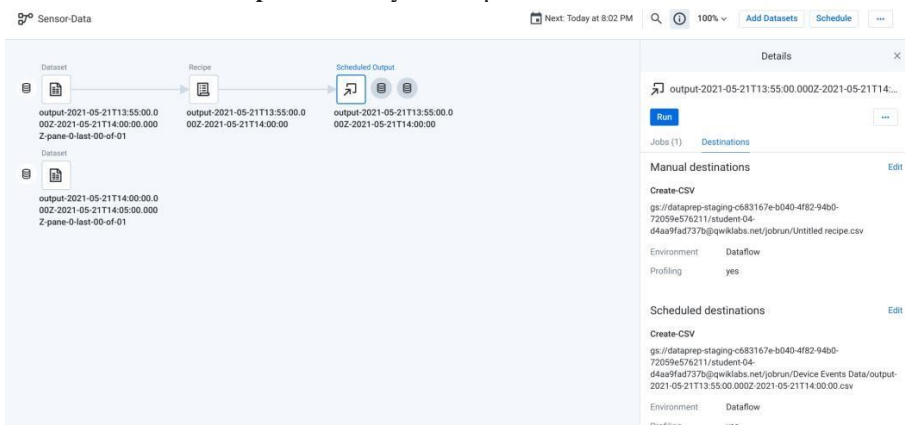 Sensor-Data
Next: Today at 8:02 PM
100%
Add Datasets
Schedule
...
Dataset
Recipe
Scheduled Output
output-2021-05-21T13:55:00.0
00Z-2021-05-21T14:00:00.000
Z-pane-0-last-00-of-01
output-2021-05-21T13:55:00.0
00Z-2021-05-21T14:00:00
output-2021-05-21T13:55:00.0
00Z-2021-05-21T14:00:00
Dataset
output-2021-05-21T14:00:00.0
00Z-2021-05-21T14:05:00.000
Z-pane-0-last-00-of-01
Details
output-2021-05-21T13:55:00.000Z-2021-05-21T14:...
Run
...
Jobs (1)
Destinations
Manual destinations
Edit
Create-CSV
gs://dataprep-staging-c683167e-b040-4f82-94b0-
72059e576211/student-04-
d4aa9fad737b@qwiklabs.net/jobrun/Untitled recipe.csv
Environment
Dataflow
Profiling
yes
Scheduled destinations
Edit
Create-CSV
gs://dataprep-staging-c683167e-b040-4f82-94b0-
72059e576211/student-04-
d4aa9fad737b@qwiklabs.net/jobrun/Device Events Data/output-
2021-05-21T13:55:00.000Z-2021-05-21T14:00:00.csv
Environment
Dataflow